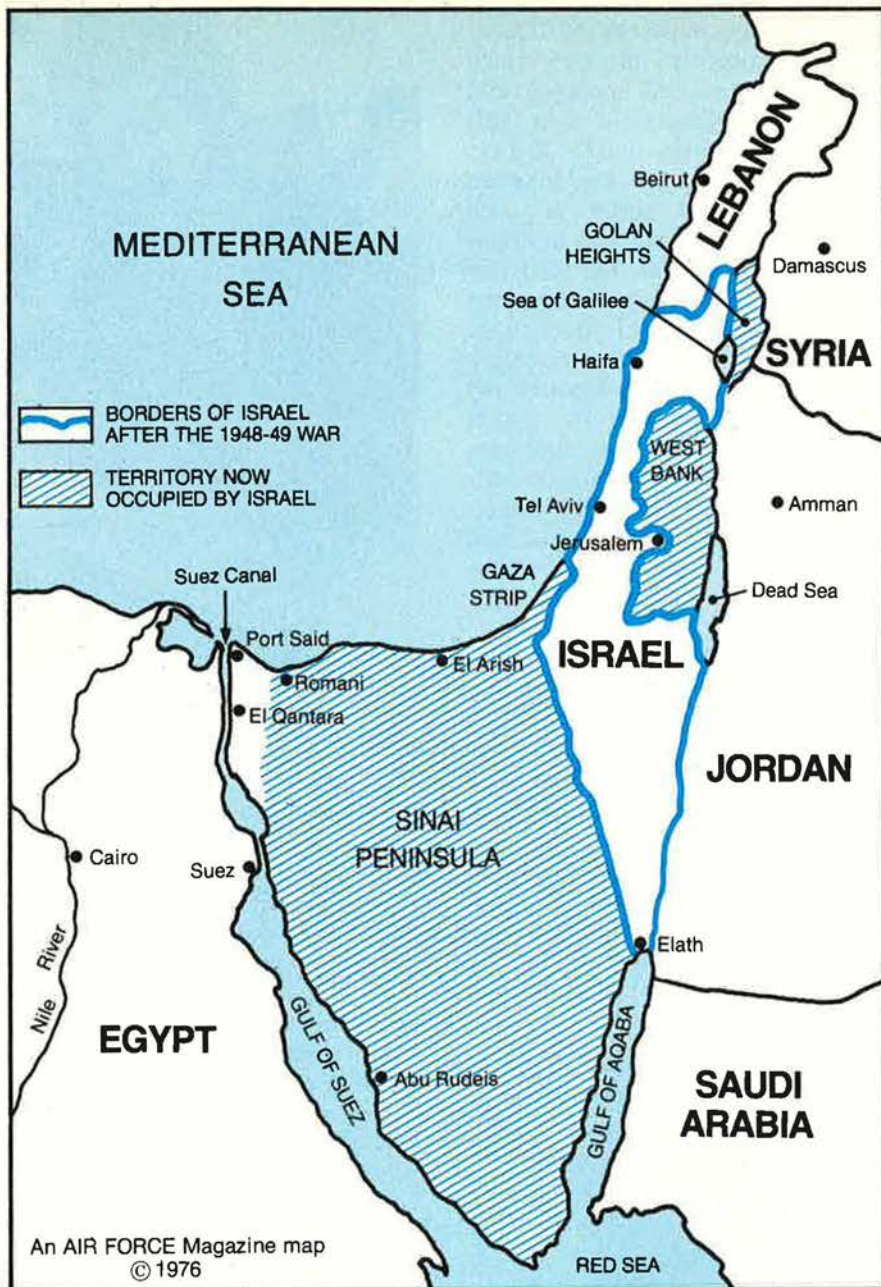 LEBANON
Beirut
GOLAN
HEIGHTS
Damascus
MEDITERRANEAN
SEA
Sea of Galilee
SYRIA
Haifa
BORDERS OF ISRAEL
AFTER THE 1948-49 WAR
TERRITORY NOW
OCCUPIED BY ISRAEL
WEST
BANK
Tel Aviv
Amman
Jerusalem
Suez Canal
GAZA
STRIP
Dead Sea
Port Said
ISRAEL
El Arish
Romani
El Qantara
JORDAN
SINAI
PENINSULA
Cairo
Suez
Elath
Nile River
EGYPT
GULF OF SUEZ
GULF OF AQABA
Abu Rudeis
SAUDI
ARABIA
An AIR FORCE Magazine map
© 1976
RED SEA